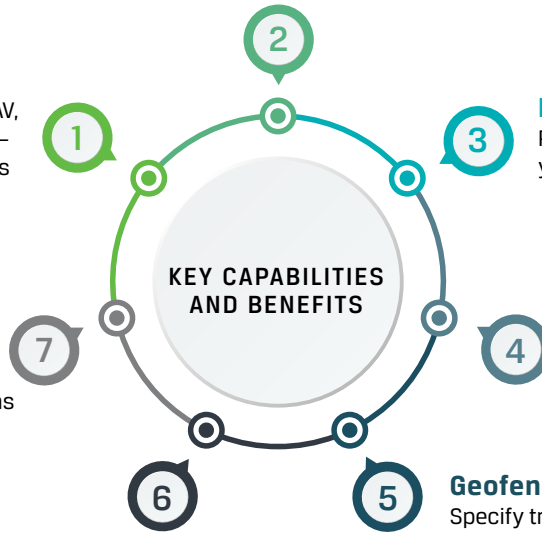 2
AV,
–
s
1
3
y
KEY CAPABILITIES
AND BENEFITS
7
4
ns
6
5
Geofen
Specify tr